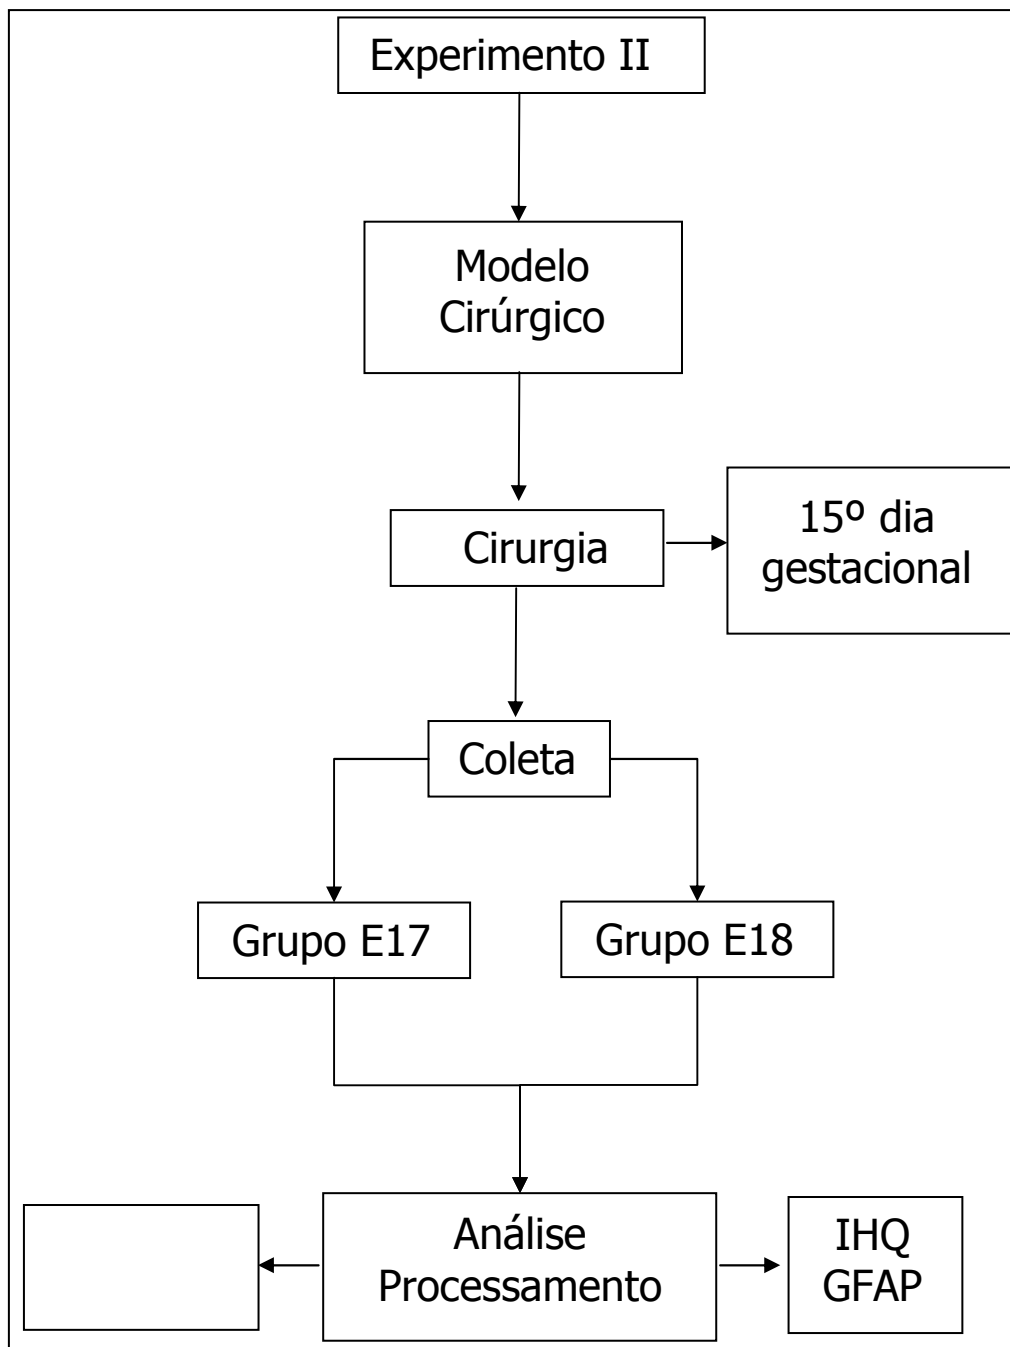 Experimento II
Modelo
Cirúrgico
Cirurgia
15º dia
gestacional
Coleta
Grupo E17
Grupo E18
Análise
Processamento
IHQ
GFAP